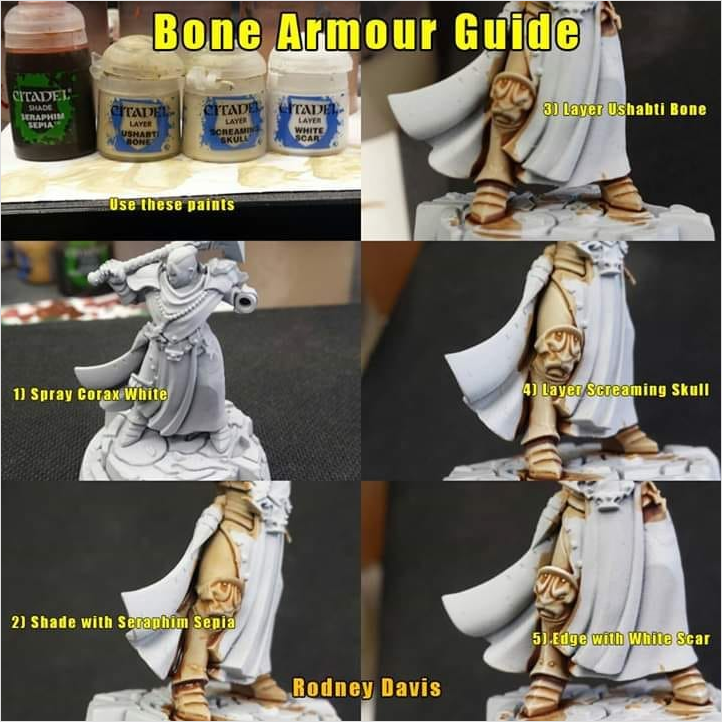 Bone Armour Guide
CITADEL
SHADE
SERAPHIM
SEPIA
CITADEL
LAYER
USHABTI
BONE
CITADEL
LAYER
SCREAMING
SKULL
CITADEL
LAYER
WHITE
SCAR
Use these paints
1) Spray Corax White
2) Shade with Seraphim Sepia
3) Layer Ushabti Bone
4) Layer Screaming Skull
5) Edge with White Scar
Rodney Davis